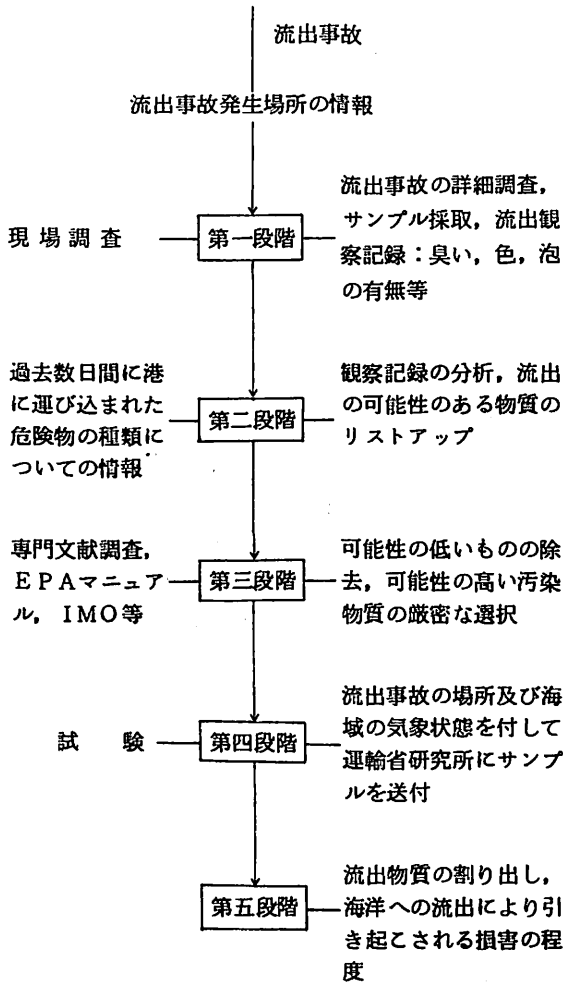 流出事故
流出事故発生場所の情報
現場調査
第一段階
流出事故の詳細調査，
サンプル採取，流出観
察記録：臭い，色，泡
の有無等
過去数日間に港
に運び込まれた
危険物の種類に
ついての情報
第二段階
観察記録の分析，流出
の可能性のある物質の
リストアップ
専門文献調査，
ＥＰＡマニュア
ル，ＩＭＯ等
第三段階
可能性の低いものの除
去，可能性の高い汚染
物質の厳密な選択
試　験
第四段階
流出事故の場所及び海
域の気象状態を付して
運輸省研究所にサンプ
ルを送付
第五段階
流出物質の割り出し，
海洋への流出により引
き起こされる損害の程
度